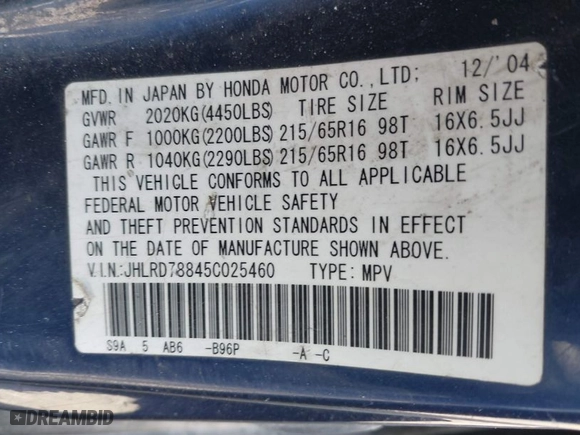 MFD. IN JAPAN BY HONDA MOTOR CO.,LTD; 12/'04
GVWR 2020KG(4450LBS) TIRE SIZE RIM SIZE
GAWR F 1000KG(2200LBS) 215/65R16 98T 16X6.5JJ
GAWR R 1040KG(2290LBS) 215/65R16 98T 16X6.5JJ
THIS VEHICLE CONFORMS TO ALL APPLICABLE
FEDERAL MOTOR VEHICLE SAFETY
AND THEFT PREVENTION STANDARDS IN EFFECT
ON THE DATE OF MANUFACTURE SHOWN ABOVE.
V.I.N.:JHLRD78845C025460 TYPE: MPV
S9A 5 AB6 -B96P -A -C
DREAMBID